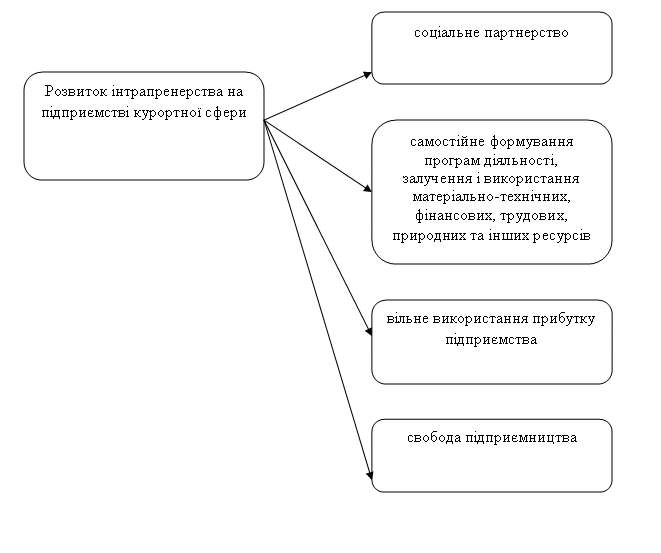 Розвиток інтрапренерства на
підприємстві курортної сфери
соціальне партнерство
самостійне формування
програм діяльності,
залучення і використання
матеріально-технічних,
фінансових, трудових,
природних та інших ресурсів
вільне використання прибутку
підприємства
свобода підприємництва